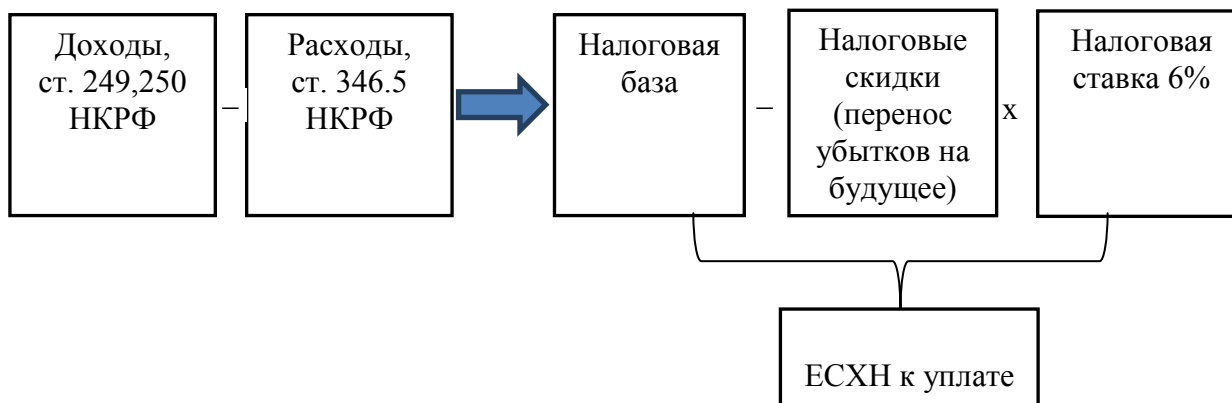 Доходы,
ст. 249,250
НКРФ
–
Расходы,
ст. 346.5
НКРФ
Налоговая
база
–
Налоговые
скидки
(перенос
убытков на
будущее)
х
Налоговая
ставка 6%
ЕСХН к уплате